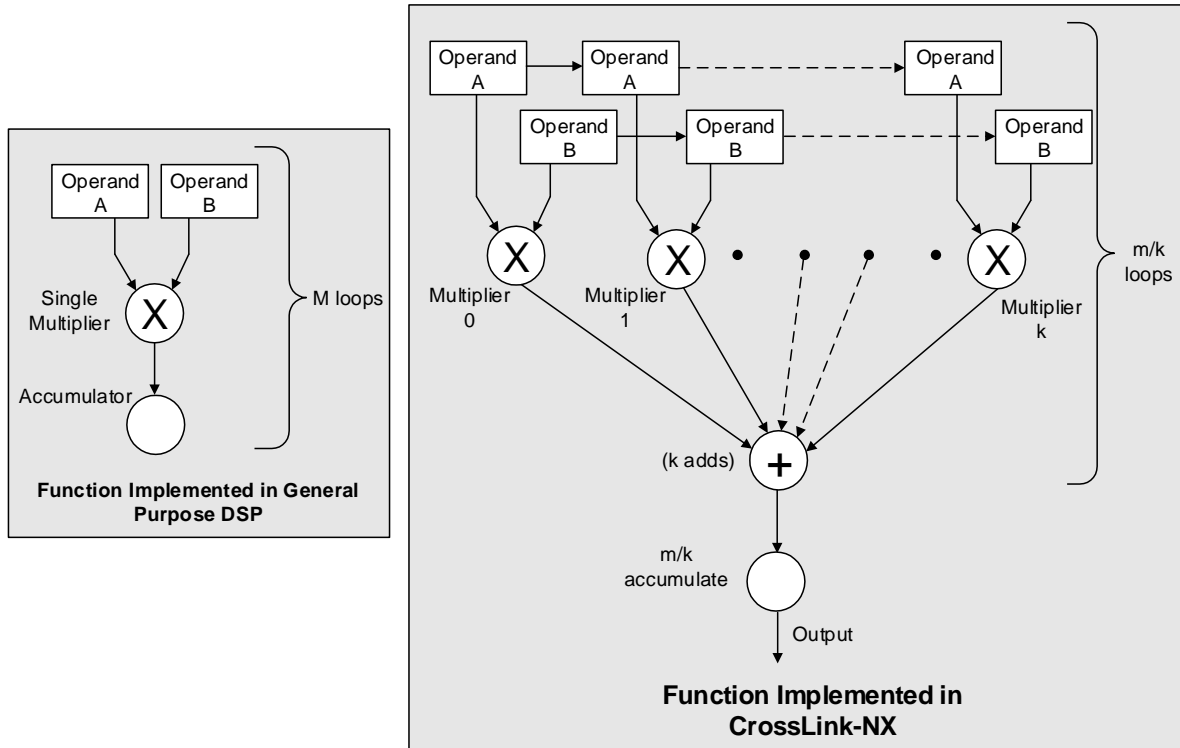 Operand
A
Operand
B
Single
Multiplier
X
M loops
Accumulator
Function Implemented in General
Purpose DSP
Operand
A
Operand
A
Operand
A
Operand
B
Operand
B
Operand
B
X
X
X
Multiplier
0
Multiplier
1
Multiplier
k
m/k
loops
(k adds)
+
m/k
accumulate
Output
Function Implemented in
CrossLink-NX